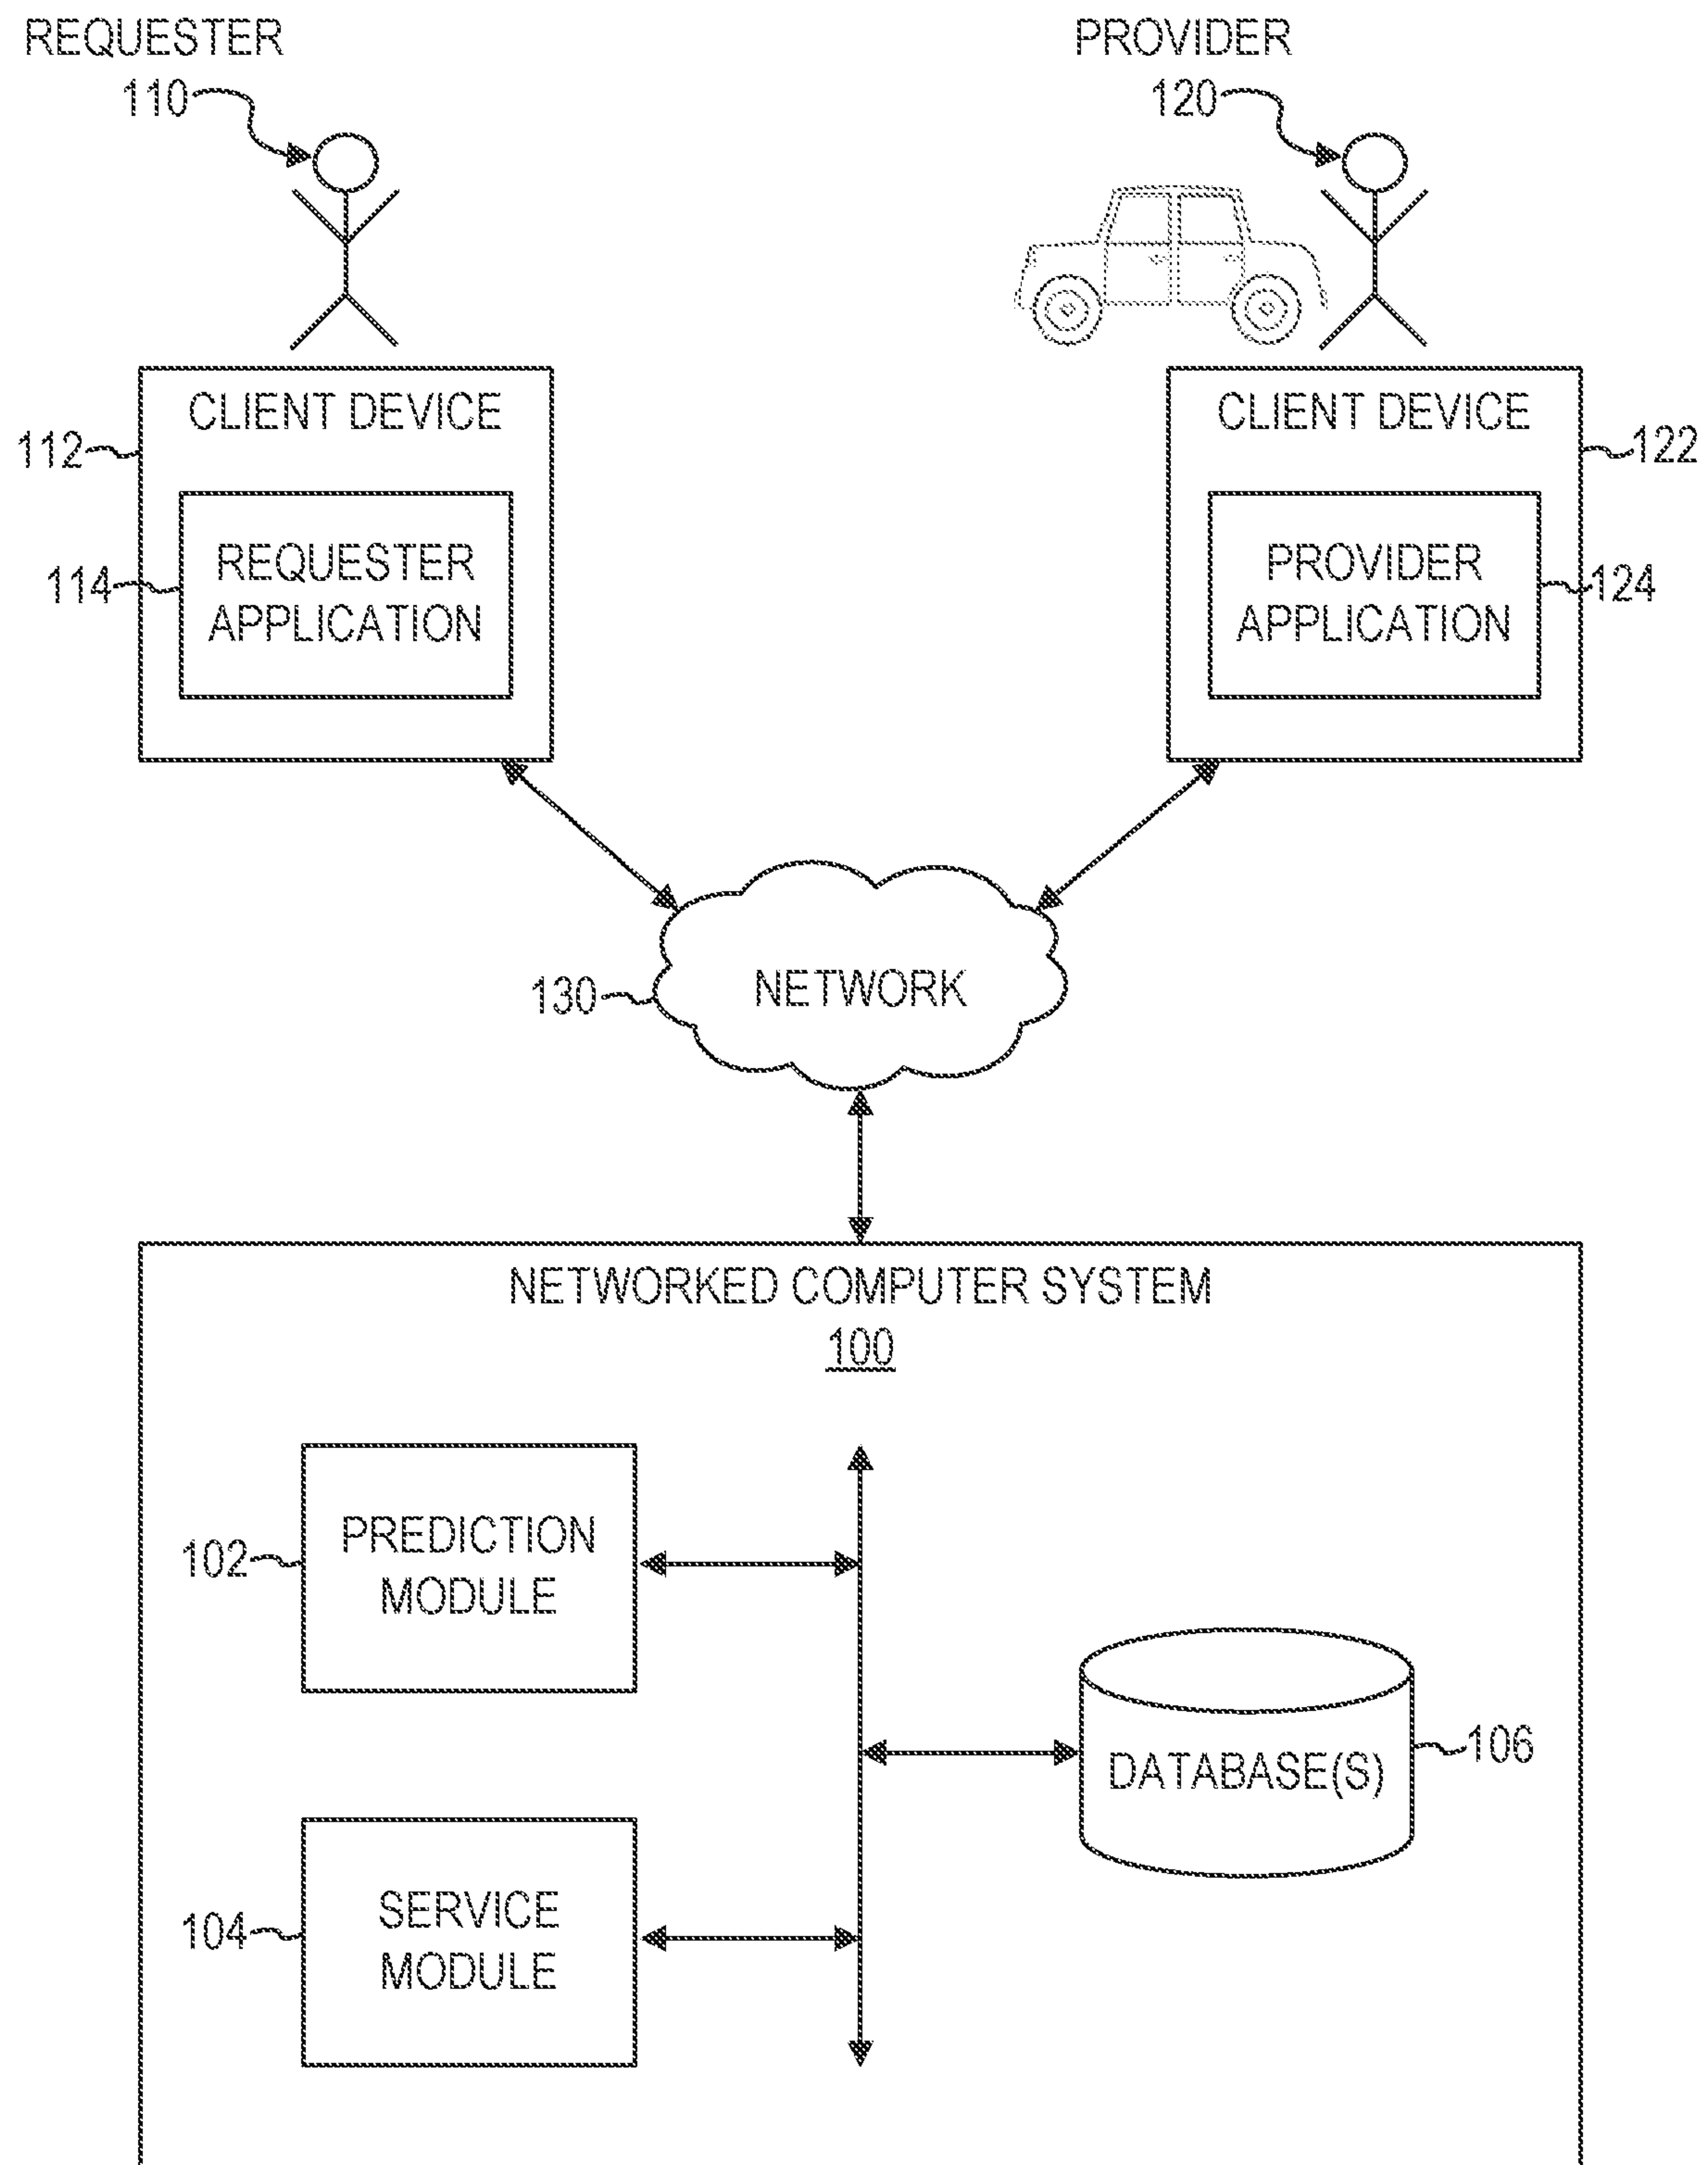 REQUESTER
110
PROVIDER
120
CLIENT DEVICE
112
REQUESTER
APPLICATION
114
CLIENT DEVICE
122
PROVIDER
APPLICATION
124
NETWORK
130
NETWORKED COMPUTER SYSTEM
100
PREDICTION
MODULE
102
DATABASE(S)
106
SERVICE
MODULE
104